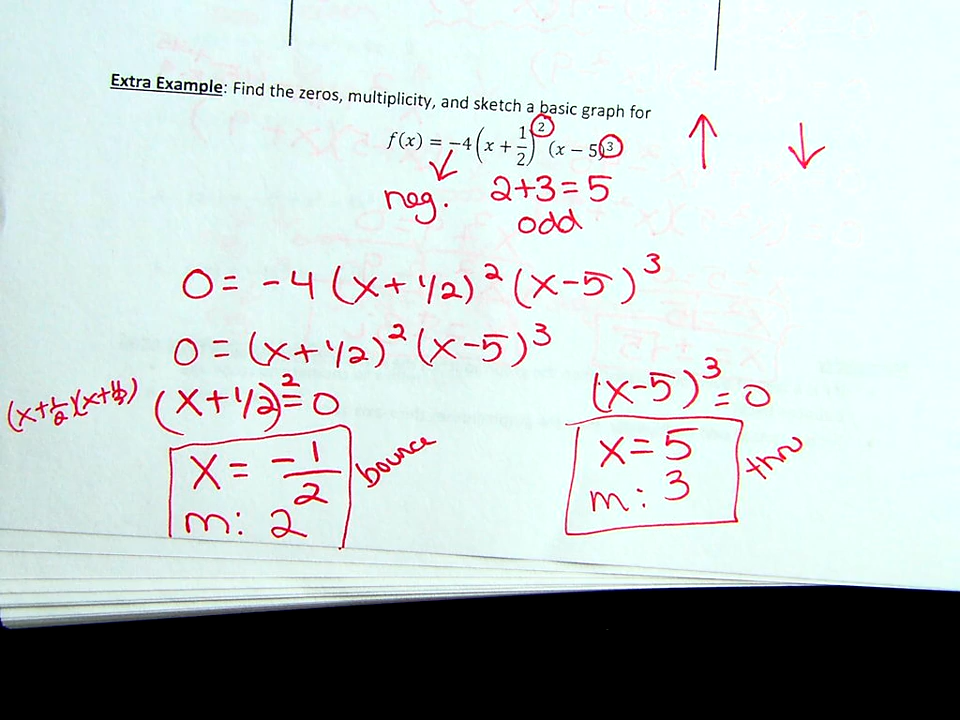 Extra Example: Find the zeros, multiplicity, and sketch a basic graph for
f(x) = −4(x + 1/2)² (x − 5)³
↑ ↓
neg. 2+3=5
odd
0 = -4 (x + 1/2)² (x-5)³
0 = (x + 1/2)² (x-5)³
(x+1/2)(x+1/2) (x+1/2)² = 0 (x-5)³ = 0
x = -1/2 bounce x = 5 thru
m: 2 m: 3